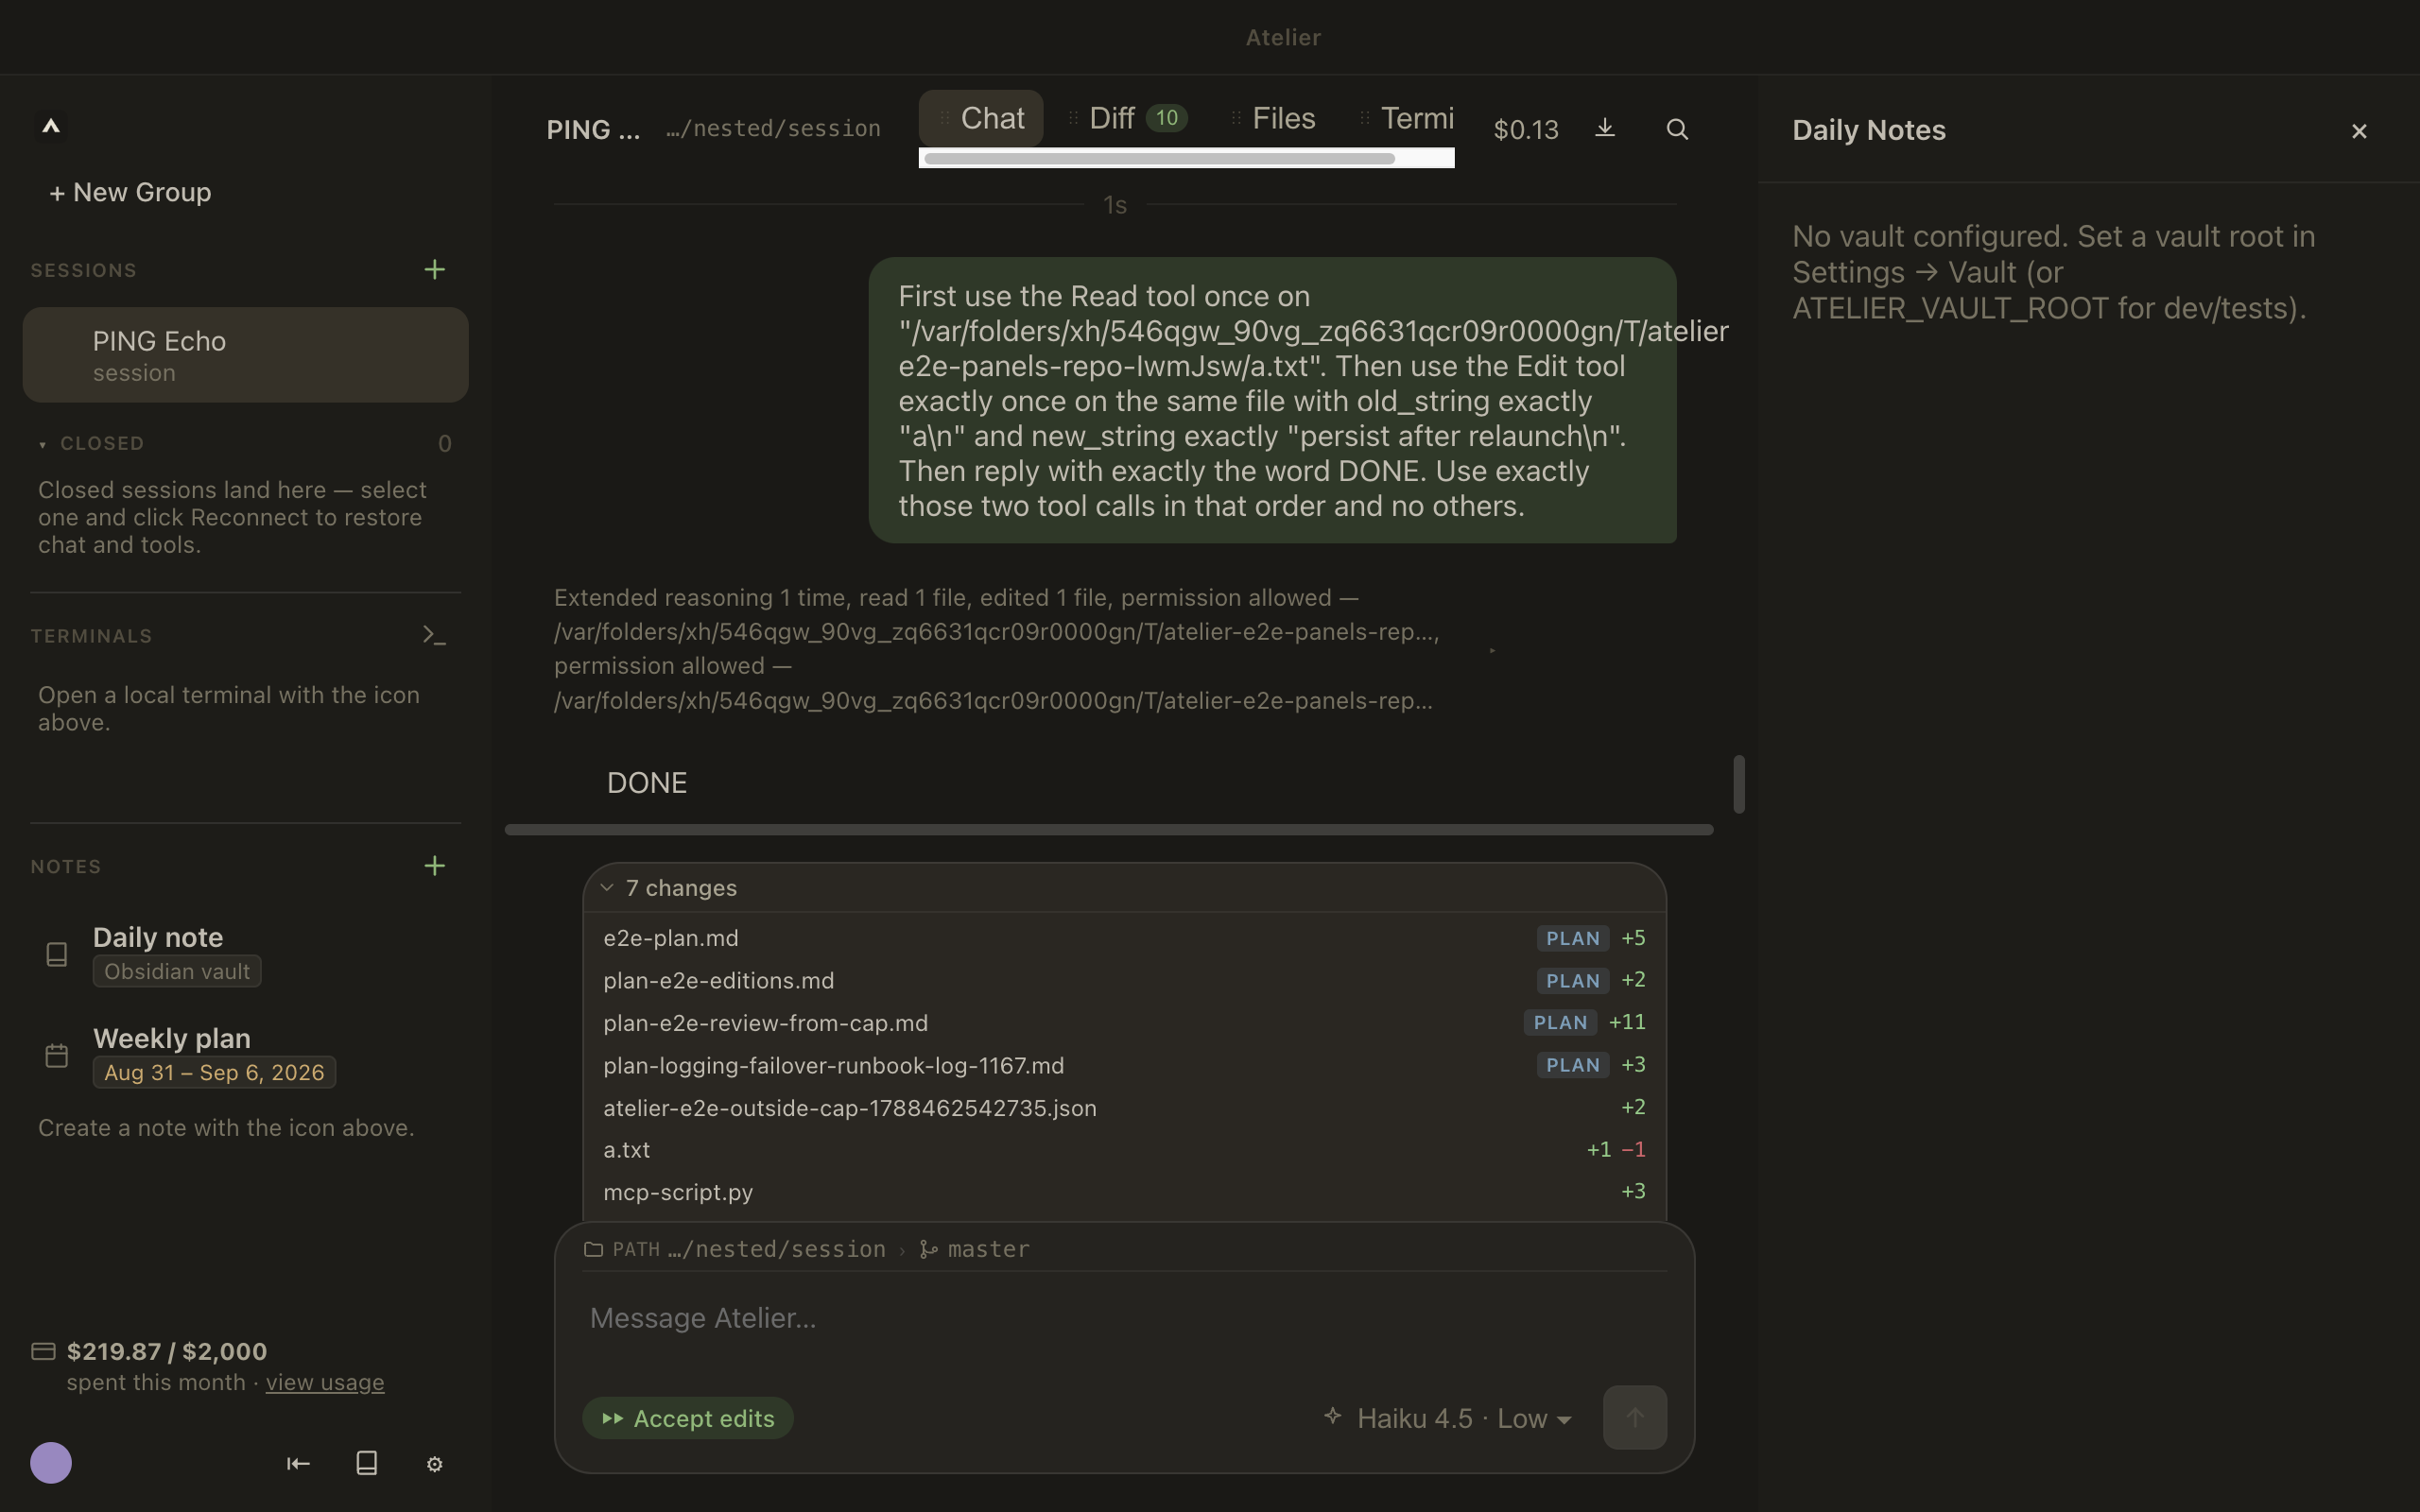 Atelier
+ New Group
SESSIONS
PING Echo
session
CLOSED 0
Closed sessions land here — select
one and click Reconnect to restore
chat and tools.
TERMINALS
Open a local terminal with the icon
above.
NOTES
Daily note
Obsidian vault
Weekly plan
Aug 31 – Sep 6, 2026
Create a note with the icon above.
$219.87 / $2,000
spent this month · view usage
PING ... …/nested/session Chat Diff 10 Files Termi $0.13
1s
First use the Read tool once on
"/var/folders/xh/546qgw_90vg_zq6631qcr09r0000gn/T/atelier
e2e-panels-repo-lwmJsw/a.txt". Then use the Edit tool
exactly once on the same file with old_string exactly
"a\n" and new_string exactly "persist after relaunch\n".
Then reply with exactly the word DONE. Use exactly
those two tool calls in that order and no others.
Extended reasoning 1 time, read 1 file, edited 1 file, permission allowed —
/var/folders/xh/546qgw_90vg_zq6631qcr09r0000gn/T/atelier-e2e-panels-rep…,
permission allowed —
/var/folders/xh/546qgw_90vg_zq6631qcr09r0000gn/T/atelier-e2e-panels-rep…
DONE
7 changes
e2e-plan.md PLAN +5
plan-e2e-editions.md PLAN +2
plan-e2e-review-from-cap.md PLAN +11
plan-logging-failover-runbook-log-1167.md PLAN +3
atelier-e2e-outside-cap-1788462542735.json +2
a.txt +1 −1
mcp-script.py +3
PATH …/nested/session › master
Message Atelier…
Accept edits Haiku 4.5 · Low
Daily Notes
No vault configured. Set a vault root in
Settings → Vault (or
ATELIER_VAULT_ROOT for dev/tests).